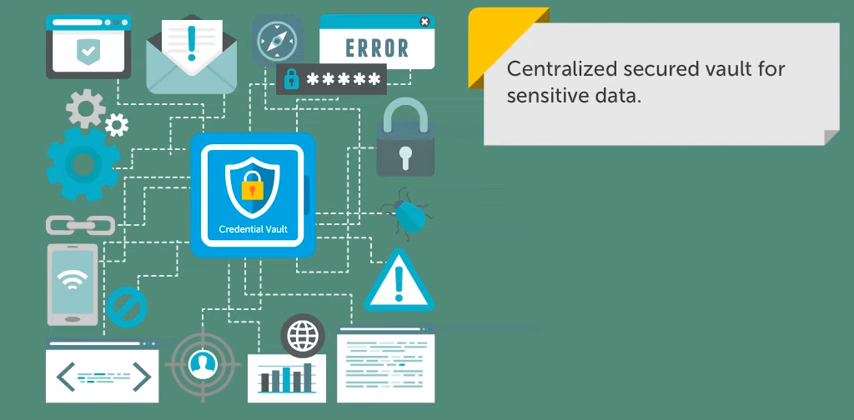 ERROR
*****
Centralized secured vault for
sensitive data.
Credential Vault